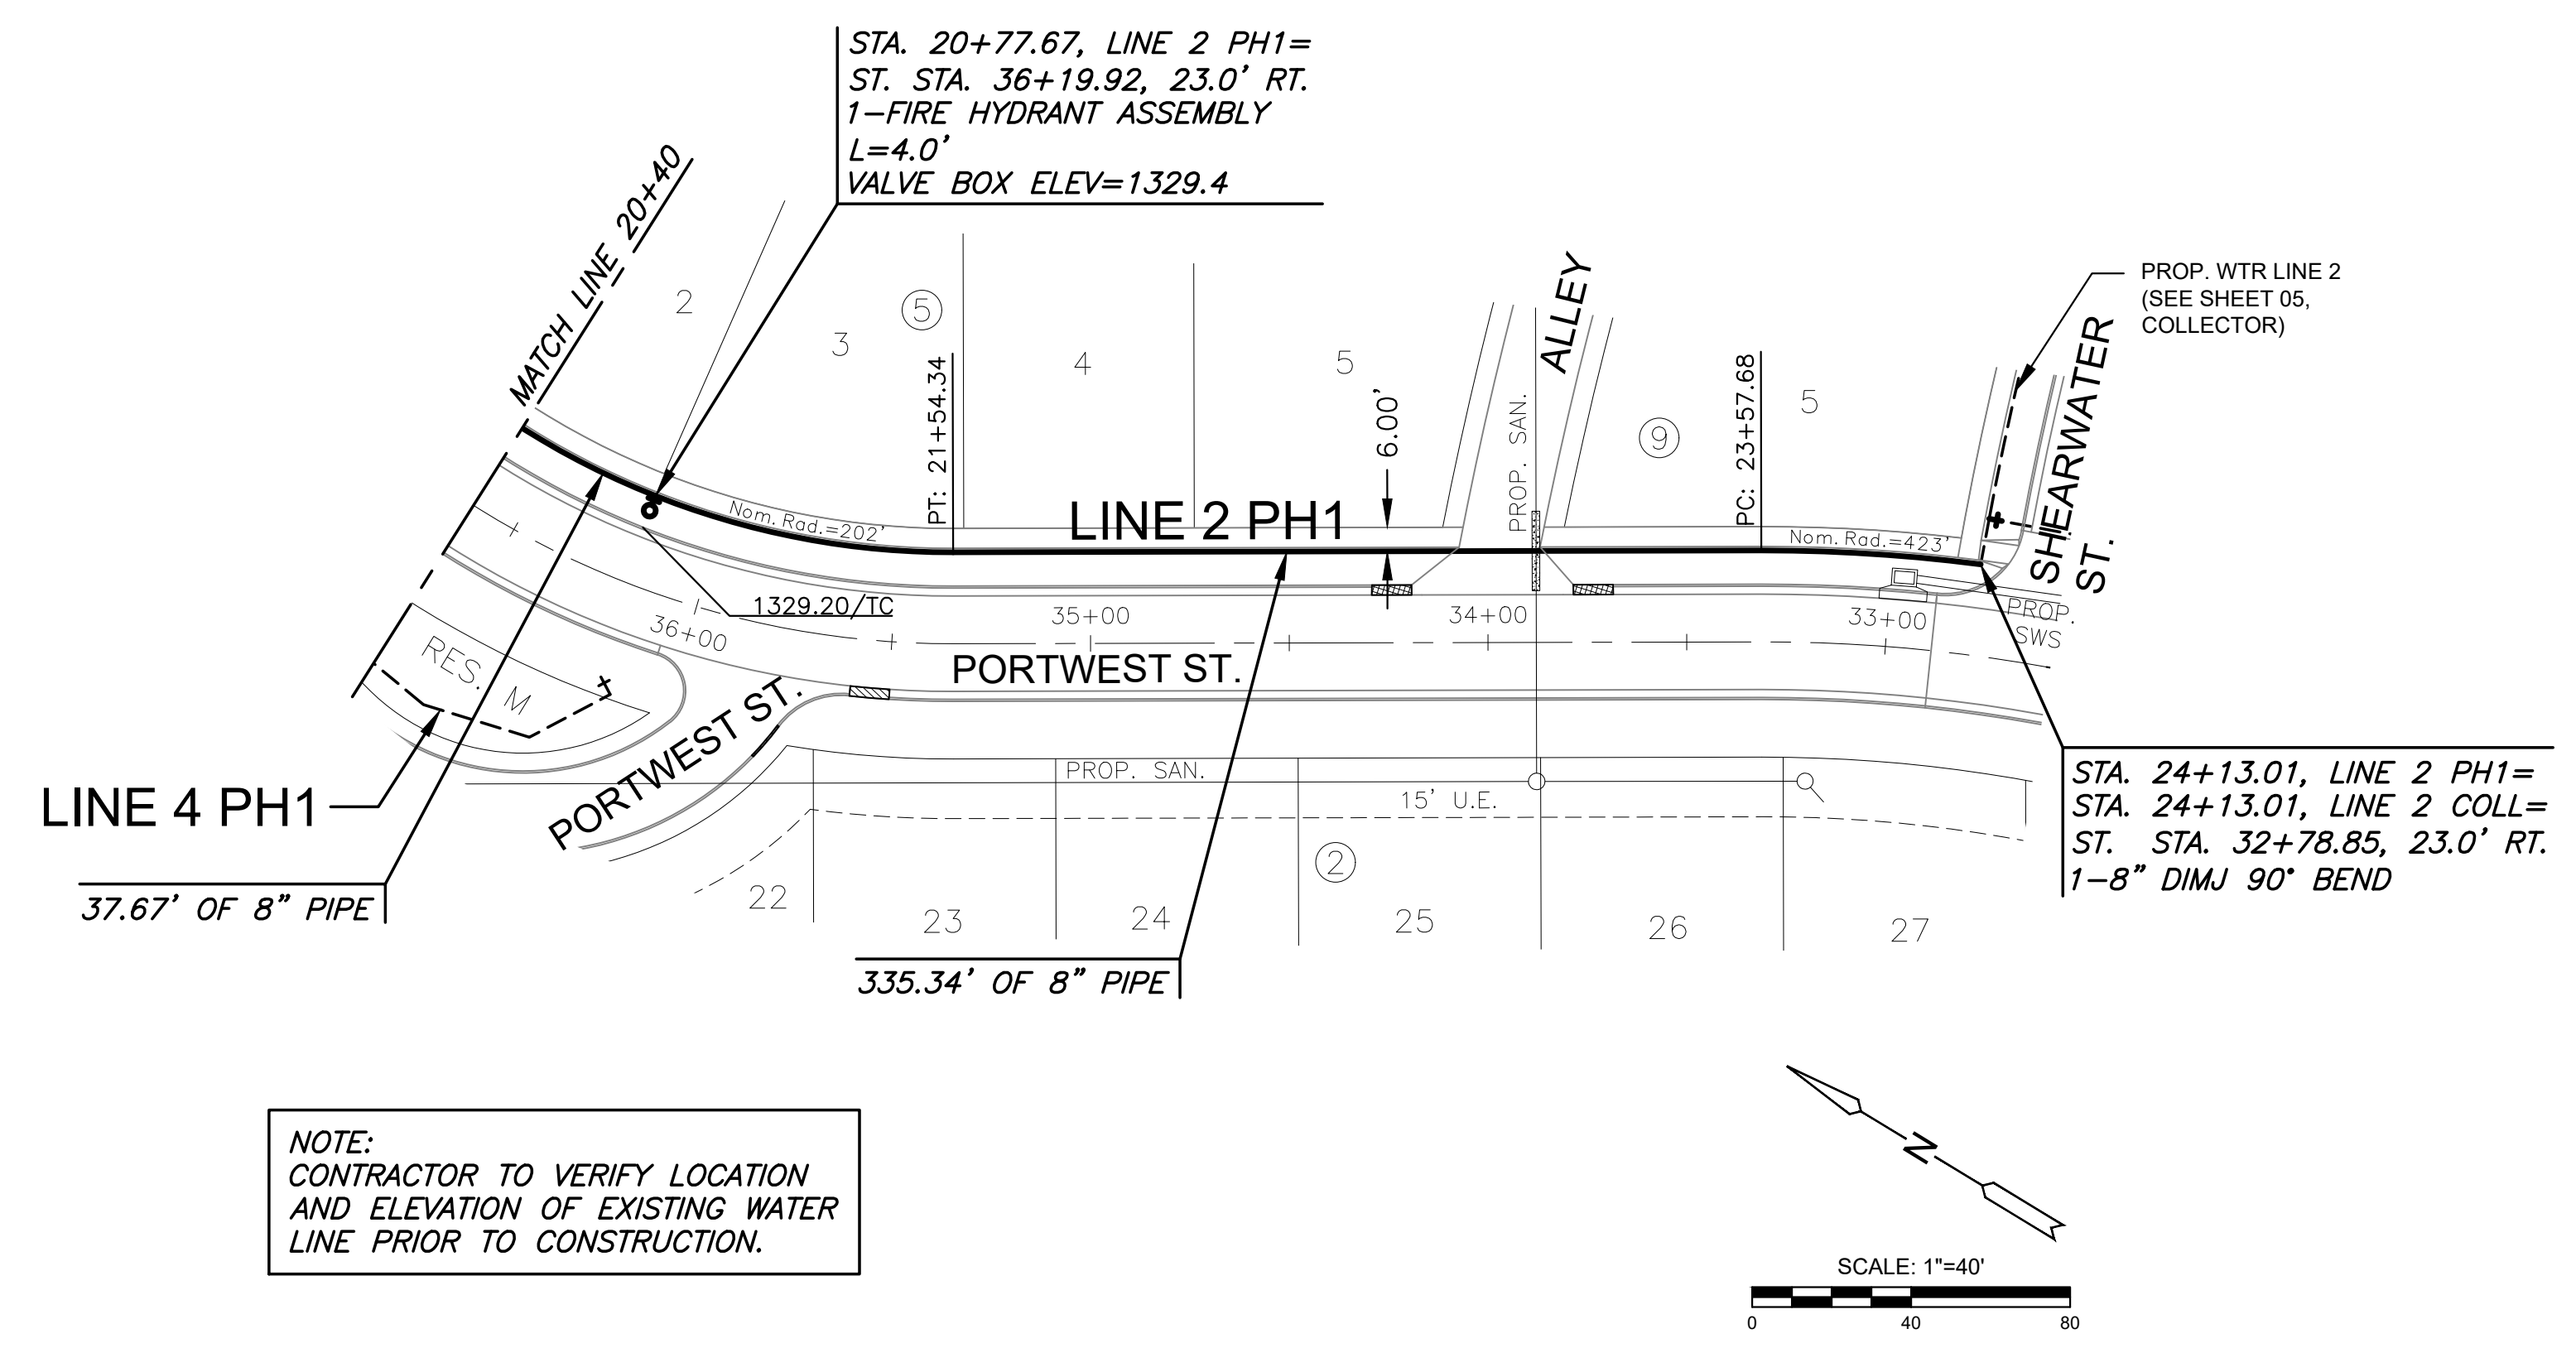 STA. 20+77.67, LINE 2 PH1=
ST. STA. 36+19.92, 23.0' RT.
1-FIRE HYDRANT ASSEMBLY
L=4.0'
VALVE BOX ELEV=1329.4
MATCH LINE 20+40
2
3
5
4
5
ALLEY
9
5
PROP. WTR LINE 2
(SEE SHEET 05,
COLLECTOR)
SHEARWATER
ST.
PT: 21+54.34
6.00'
PROP. SAN.
PC: 23+57.68
Nom. Rad.=202'
LINE 2 PH1
Nom. Rad.=423'
1329.20/TC
36+00
35+00
34+00
33+00
PROP.
SWS
RES. M
PORTWEST ST.
PORTWEST ST.
LINE 4 PH1
PROP. SAN.
15' U.E.
STA. 24+13.01, LINE 2 PH1=
STA. 24+13.01, LINE 2 COLL=
ST. STA. 32+78.85, 23.0' RT.
1-8" DIMJ 90° BEND
2
37.67' OF 8" PIPE
22
23
24
25
26
27
335.34' OF 8" PIPE
N
NOTE:
CONTRACTOR TO VERIFY LOCATION
AND ELEVATION OF EXISTING WATER
LINE PRIOR TO CONSTRUCTION.
SCALE: 1"=40'
0 40 80